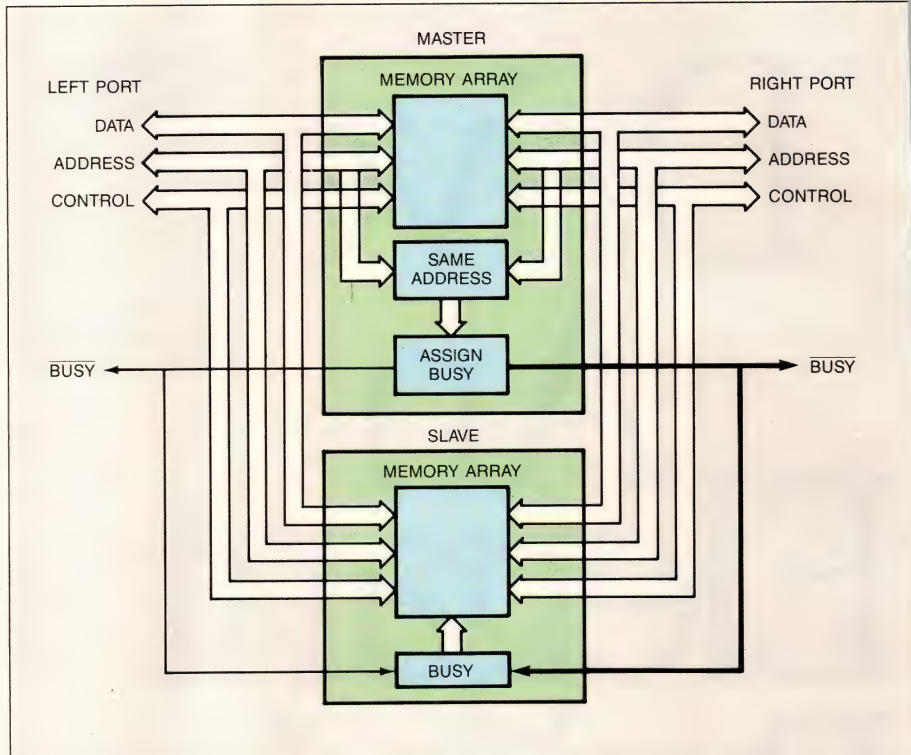 MASTER
LEFT PORT
MEMORY ARRAY
RIGHT PORT
DATA
DATA
ADDRESS
ADDRESS
CONTROL
CONTROL
SAME
ADDRESS
BUSY
ASSIGN
BUSY
BUSY
SLAVE
MEMORY ARRAY
BUSY